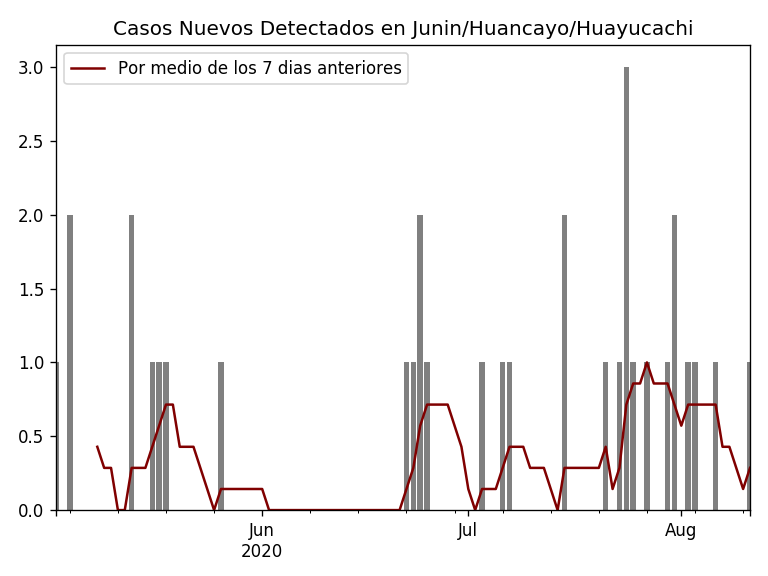 Casos Nuevos Detectados en Junin/Huancayo/Huayucachi
Por medio de los 7 dias anteriores
3.0
2.5
2.0
1.5
1.0
0.5
0.0
Jun
2020
Jul
Aug